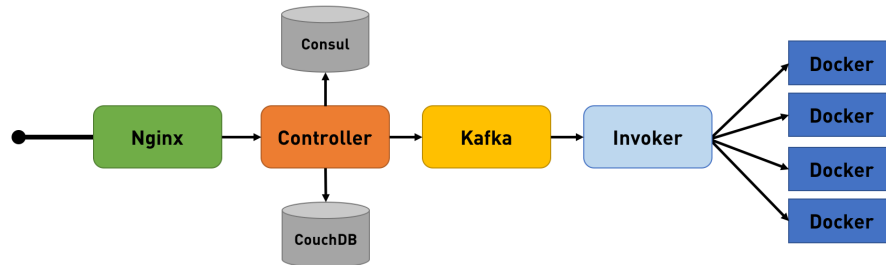 Consul
Nginx
Controller
Kafka
Invoker
CouchDB
Docker
Docker
Docker
Docker